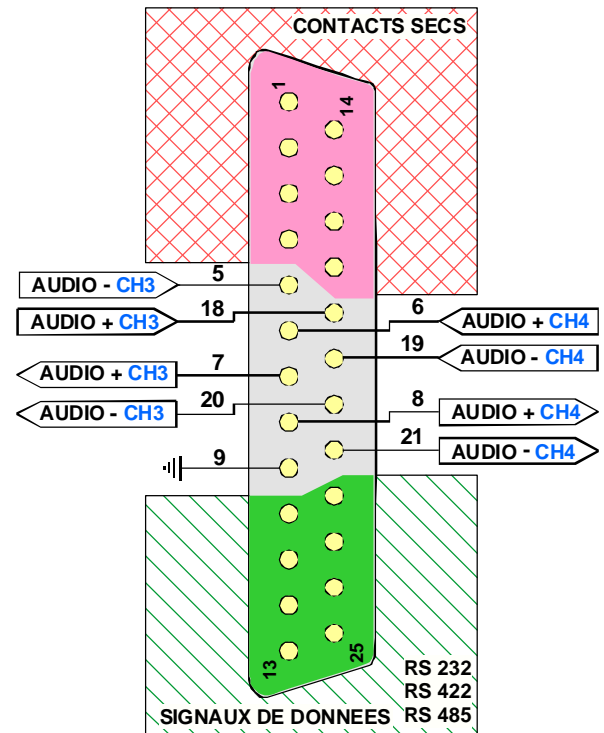 CONTACTS SECS
1
14
5
AUDIO - CH3
18
AUDIO + CH3
6
AUDIO + CH4
19
AUDIO - CH4
7
AUDIO + CH3
20
AUDIO - CH3
8
AUDIO + CH4
21
AUDIO - CH4
9
13
25
RS 232
RS 422
SIGNAUX DE DONNEES RS 485